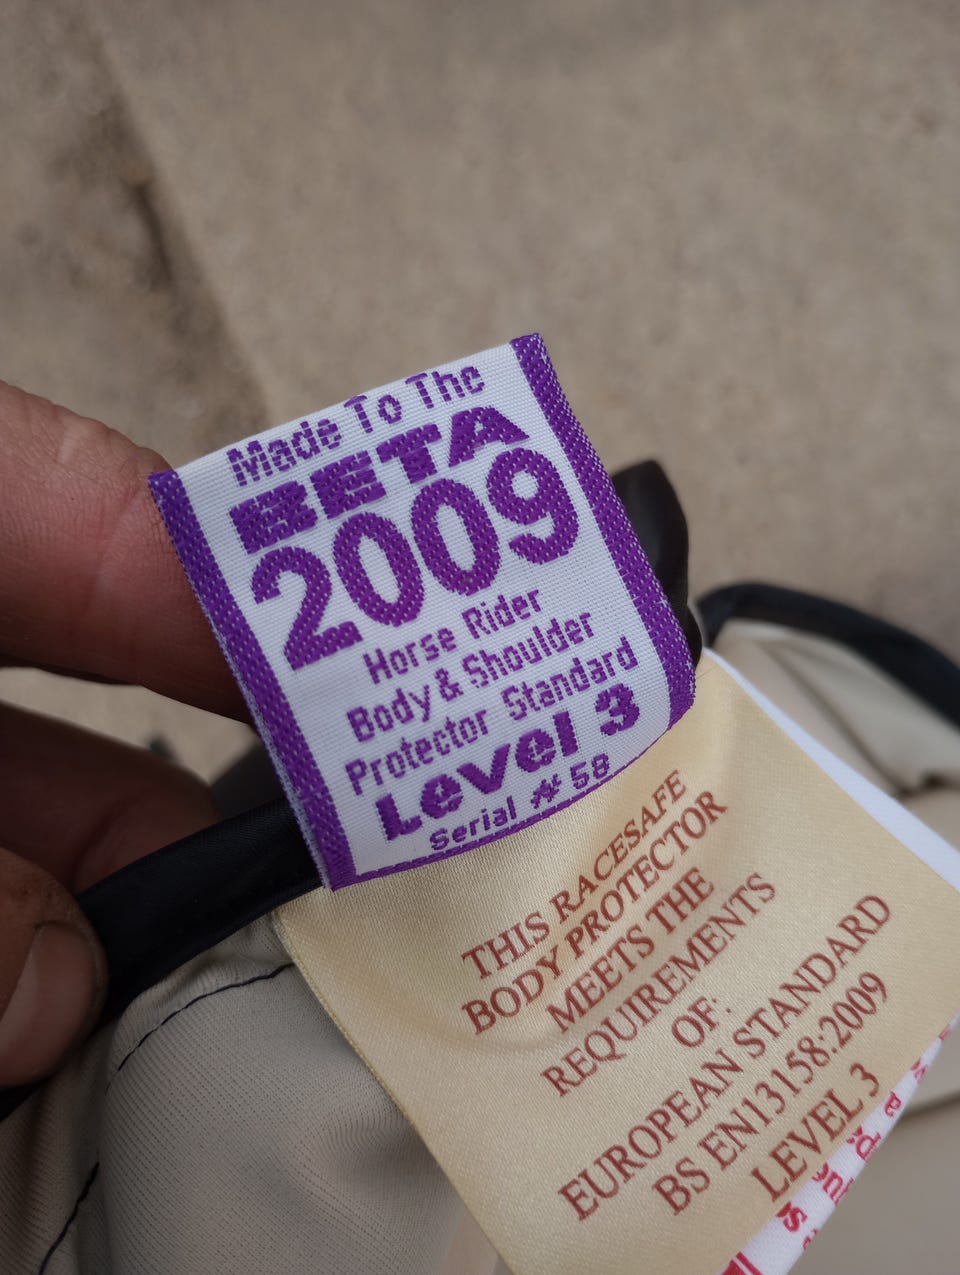 Made To The
BETA
2009
Horse Rider
Body & Shoulder
Protector Standard
Level 3
Serial # 58
THIS RACESAFE
BODY PROTECTOR
MEETS THE
REQUIREMENTS
OF:
EUROPEAN STANDARD
BS EN13158:2009
LEVEL 3